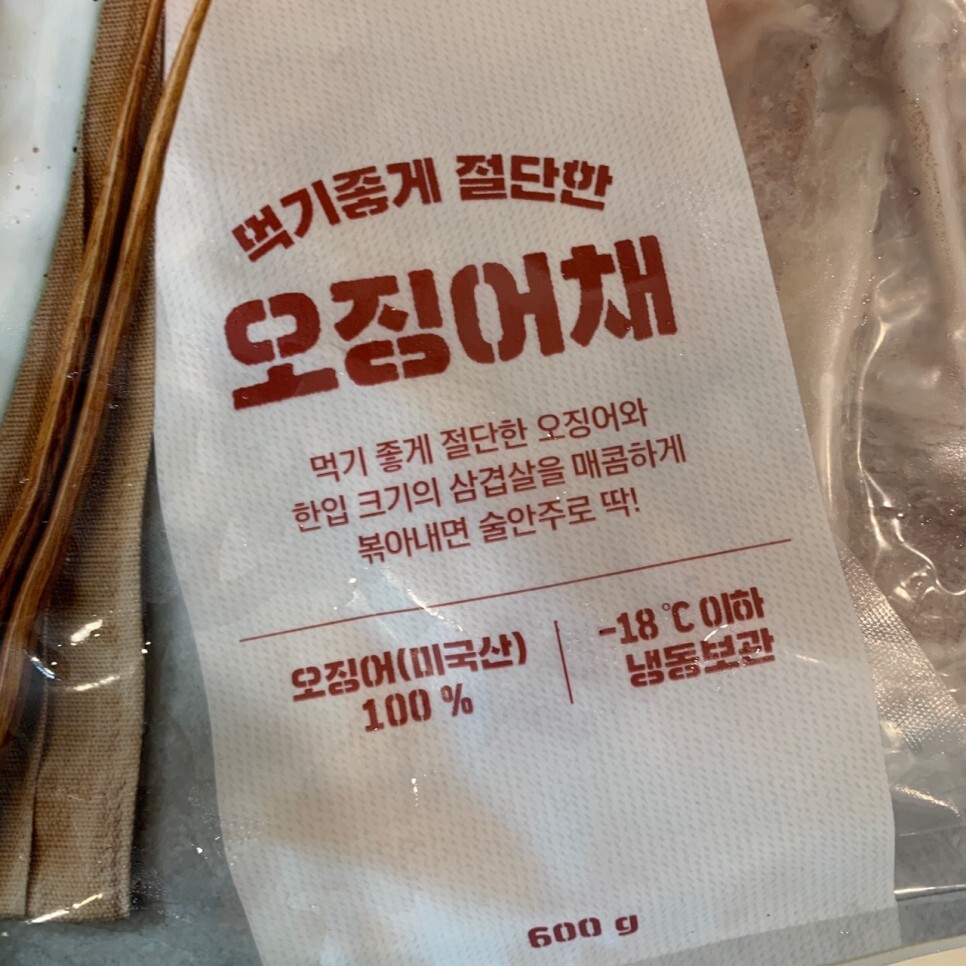 먹기좋게 절단한
오징어채
먹기 좋게 절단한 오징어와
한입 크기의 삼겹살을 매콤하게
볶아내면 술안주로 딱!
오징어(미국산)
100 %
-18℃ 이하
냉동보관
600 g